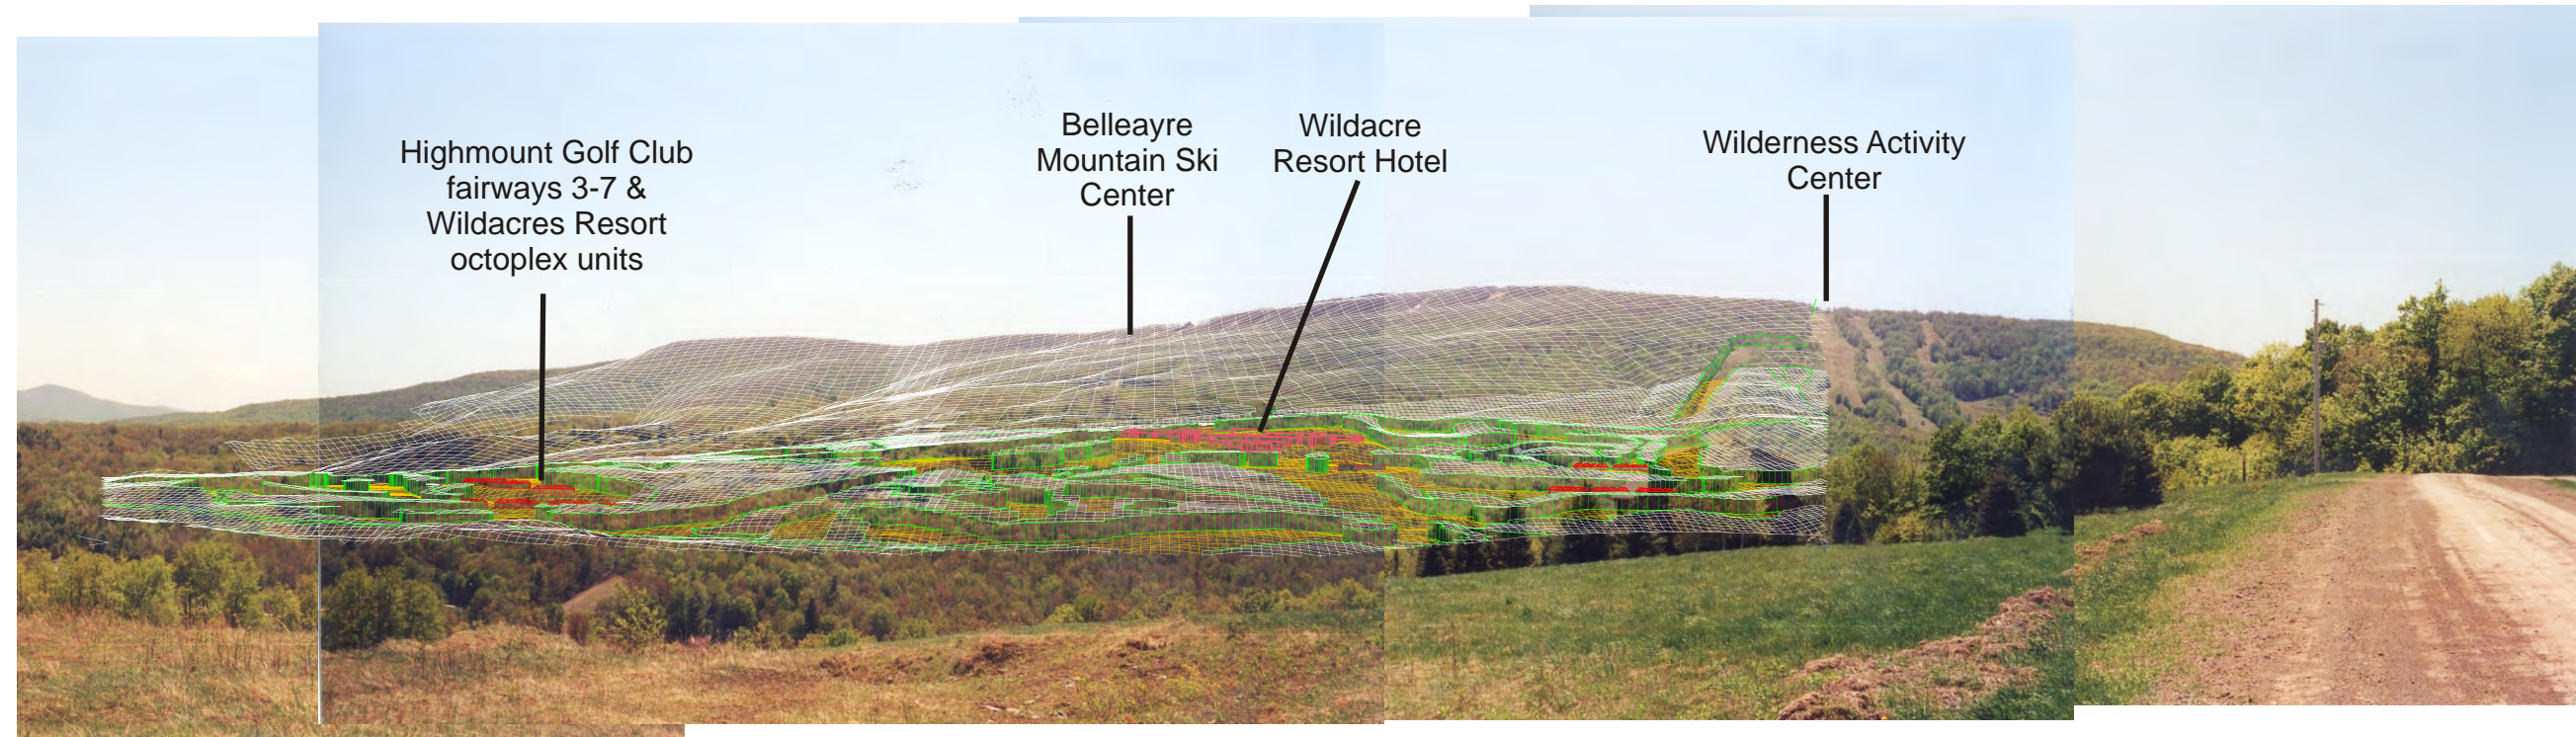 Highmount Golf Club
fairways 3-7 &
Wildacres Resort
octoplex units
Belleayre
Mountain Ski
Center
Wildacre
Resort Hotel
Wilderness Activity
Center